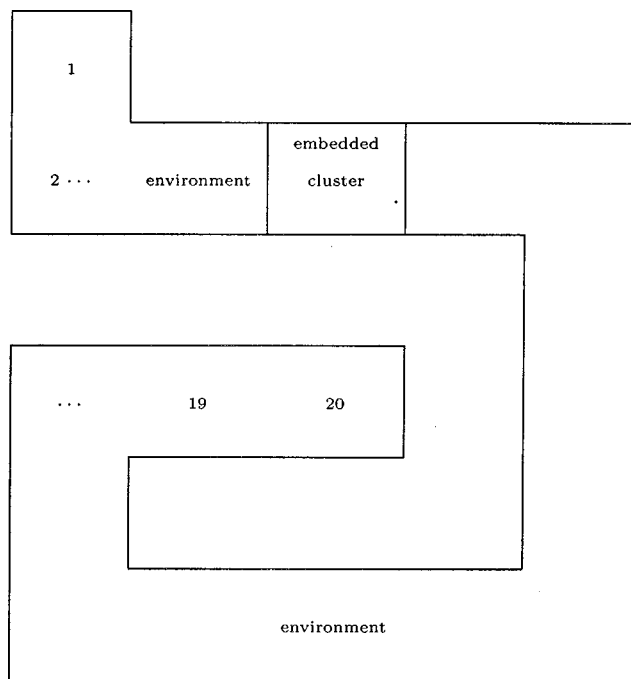 1
embedded
2 ··· environment cluster
··· 19 20
environment